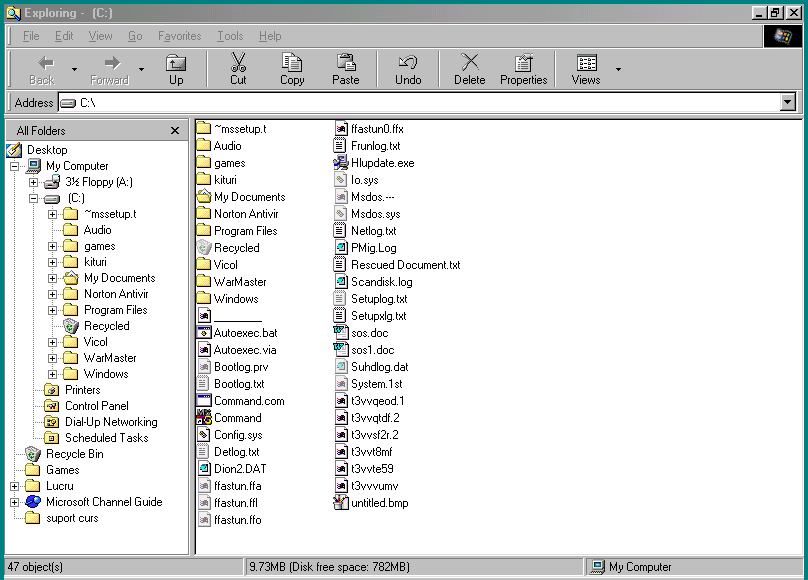 Exploring - (C:)
File Edit View Go Favorites Tools Help
Back Forward Up Cut Copy Paste Undo Delete Properties Views
Address C:\
All Folders
Desktop
My Computer
3½ Floppy (A:)
(C:)
~mssetup.t
Audio
games
kituri
My Documents
Norton Antivir
Program Files
Recycled
Vicol
WarMaster
Windows
Printers
Control Panel
Dial-Up Networking
Scheduled Tasks
Recycle Bin
Games
Lucru
Microsoft Channel Guide
suport curs
~mssetup.t
Audio
games
kituri
My Documents
Norton Antivir
Program Files
Recycled
Vicol
WarMaster
Windows
________
Autoexec.bat
Autoexec.via
Bootlog.prv
Bootlog.txt
Command.com
Command
Config.sys
Detlog.txt
Dion2.DAT
ffastun.ffa
ffastun.ffl
ffastun.ffo
ffastun0.ffx
Frunlog.txt
Hlupdate.exe
Io.sys
Msdos.---
Msdos.sys
Netlog.txt
PMig.Log
Rescued Document.txt
Scandisk.log
Setuplog.txt
Setupxlg.txt
sos.doc
sos1.doc
Suhdlog.dat
System.1st
t3vvqeod.1
t3vvqtdf.2
t3vvsf2r.2
t3vvt8mf
t3vvte59
t3vvvumv
untitled.bmp
47 object(s)
9.73MB (Disk free space: 782MB)
My Computer